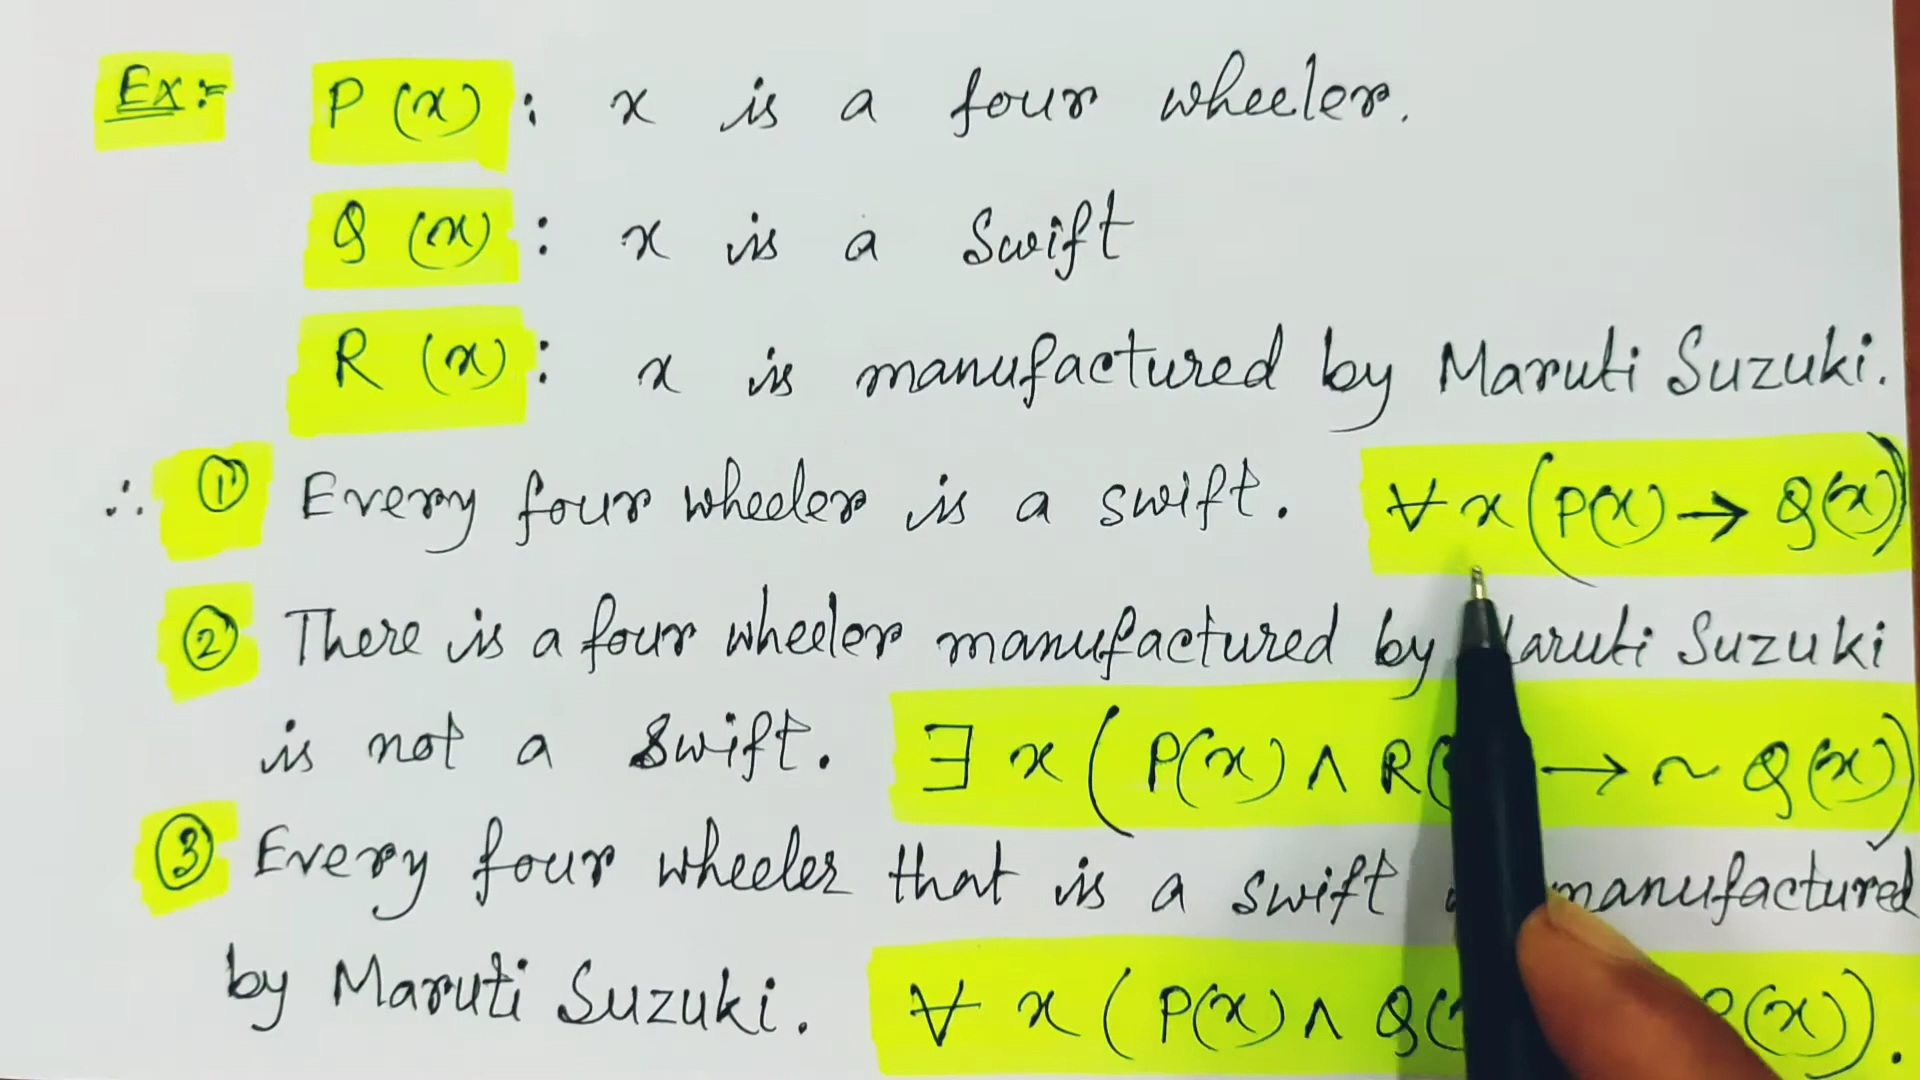 Ex:- P(x) : x is a four wheeler.
Q(x) : x is a Swift
R(x) : x is manufactured by Maruti Suzuki.
∴ ① Every four wheeler is a swift. ∀x(P(x) → Q(x))
② There is a four wheeler manufactured by Maruti Suzuki
is not a Swift. ∃x(P(x) ∧ R( → ~Q(x))
③ Every four wheeler that is a swift manufactured
by Maruti Suzuki. ∀x(P(x) ∧ Q( (x)).